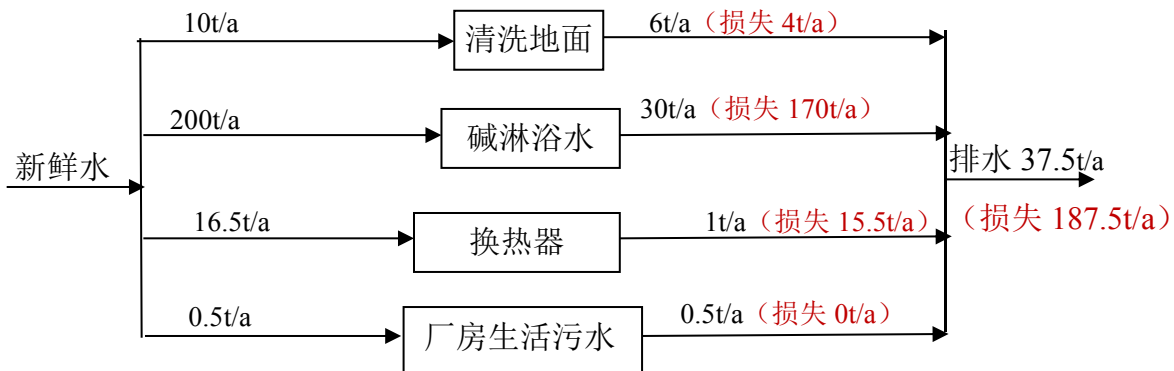 10t/a 清洗地面 6t/a（损失 4t/a）
200t/a 碱淋浴水 30t/a（损失 170t/a）
新鲜水 排水 37.5t/a
16.5t/a 换热器 1t/a（损失 15.5t/a） （损失 187.5t/a）
0.5t/a 厂房生活污水 0.5t/a（损失 0t/a）